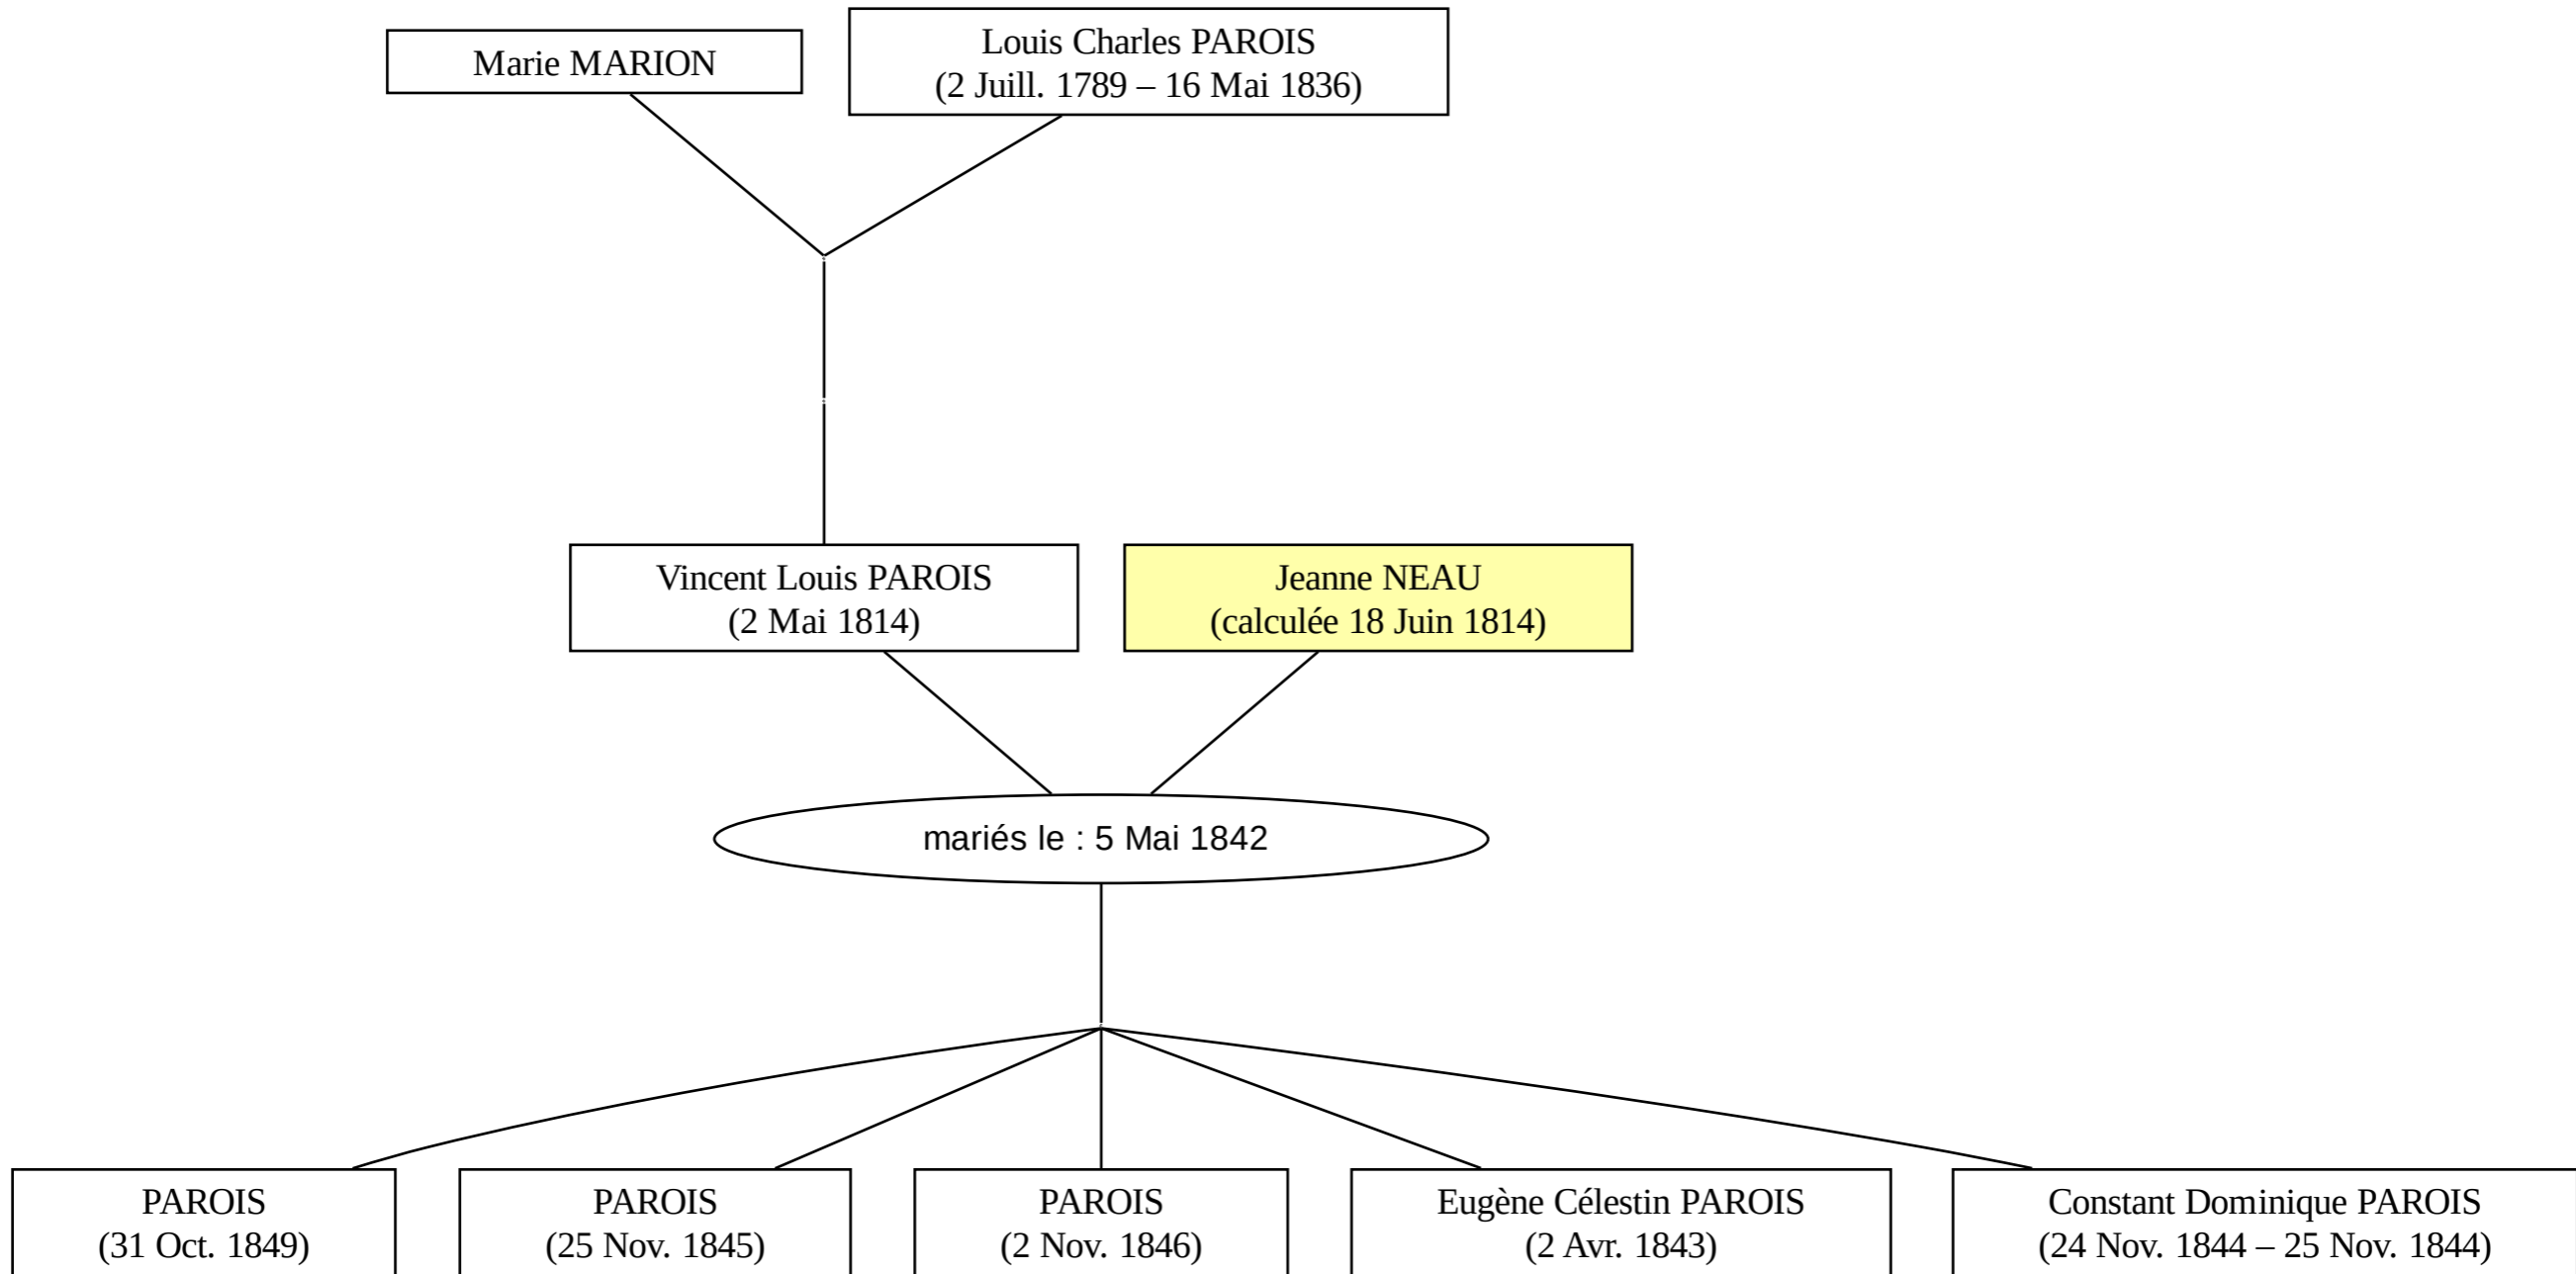 Marie MARION
Louis Charles PAROIS
(2 Juill. 1789 – 16 Mai 1836)
Vincent Louis PAROIS
(2 Mai 1814)
Jeanne NEAU
(calculée 18 Juin 1814)
mariés le : 5 Mai 1842
PAROIS
(31 Oct. 1849)
PAROIS
(25 Nov. 1845)
PAROIS
(2 Nov. 1846)
Eugène Célestin PAROIS
(2 Avr. 1843)
Constant Dominique PAROIS
(24 Nov. 1844 – 25 Nov. 1844)